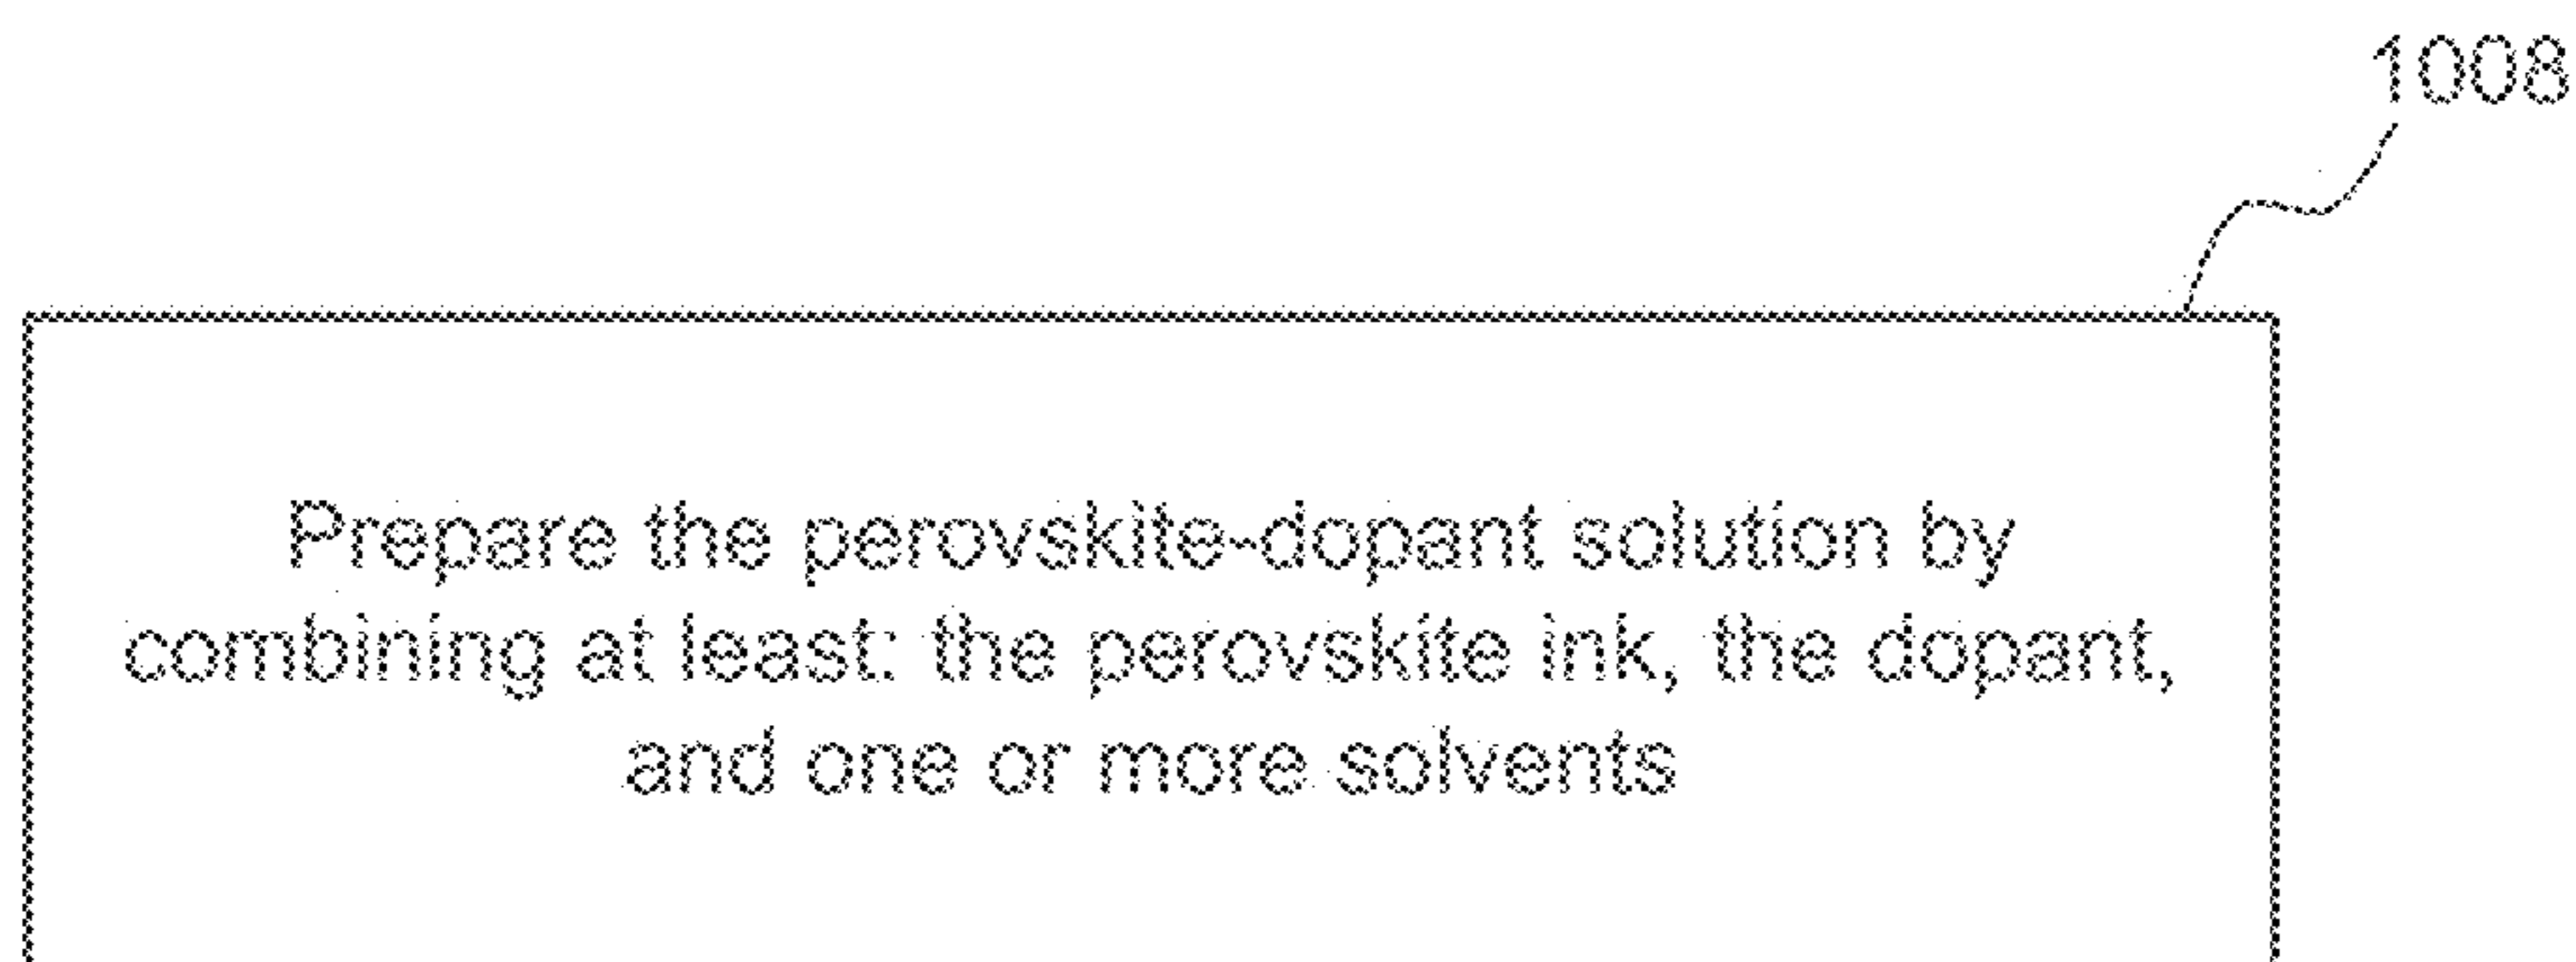 1008
Prepare the perovskite-dopant solution by
combining at least: the perovskite ink, the dopant,
and one or more solvents